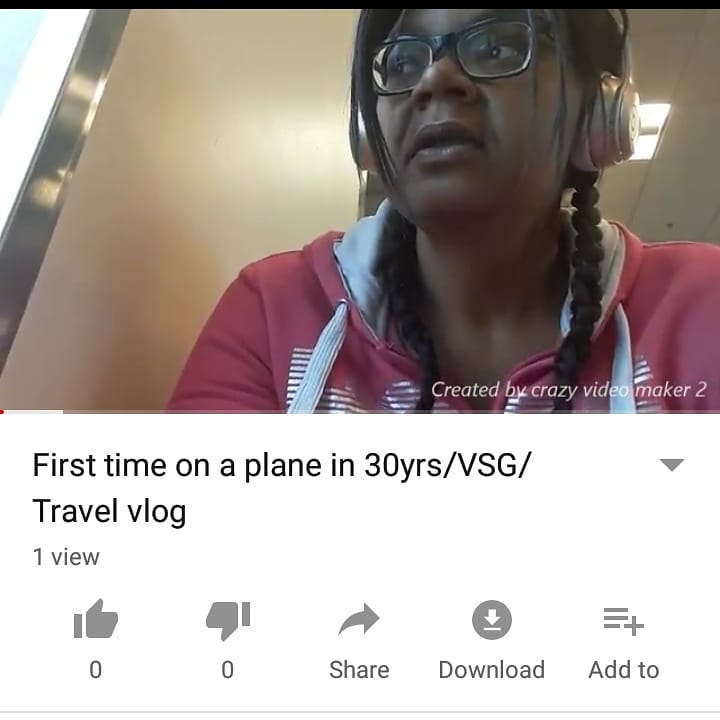 Created by crazy video maker 2
First time on a plane in 30yrs/VSG/
Travel vlog
1 view
0
0
Share
Download
Add to